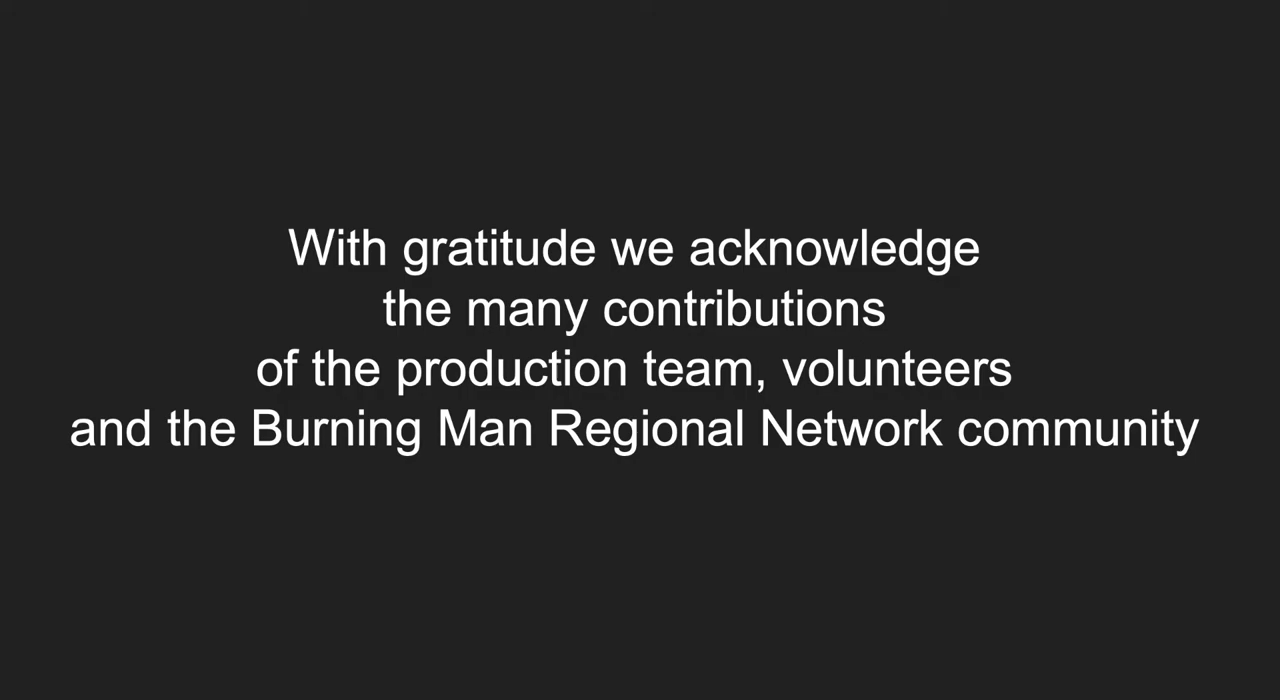 With gratitude we acknowledge
the many contributions
of the production team, volunteers
and the Burning Man Regional Network community